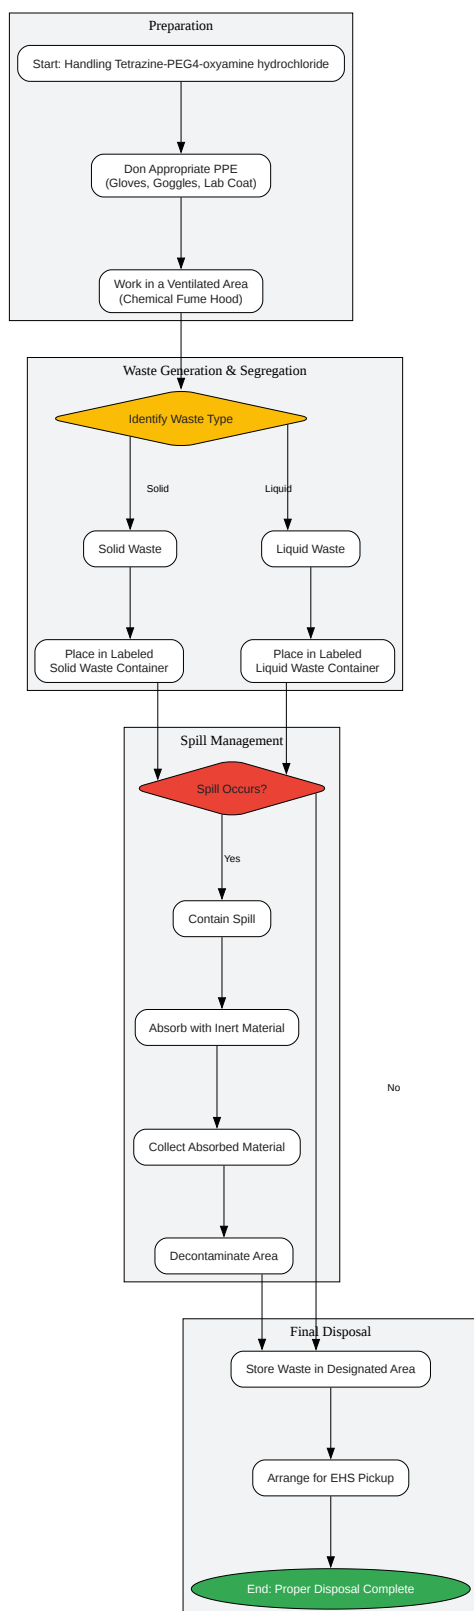 Preparation
Start: Handling Tetrazine-PEG4-oxyamine hydrochloride
Don Appropriate PPE
(Gloves, Goggles, Lab Coat)
Work in a Ventilated Area
(Chemical Fume Hood)
Waste Generation & Segregation
Identify Waste Type
Solid
Liquid
Solid Waste
Liquid Waste
Place in Labeled
Solid Waste Container
Place in Labeled
Liquid Waste Container
Spill Management
Spill Occurs?
Yes
Contain Spill
Absorb with Inert Material
No
Collect Absorbed Material
Decontaminate Area
Final Disposal
Store Waste in Designated Area
Arrange for EHS Pickup
End: Proper Disposal Complete